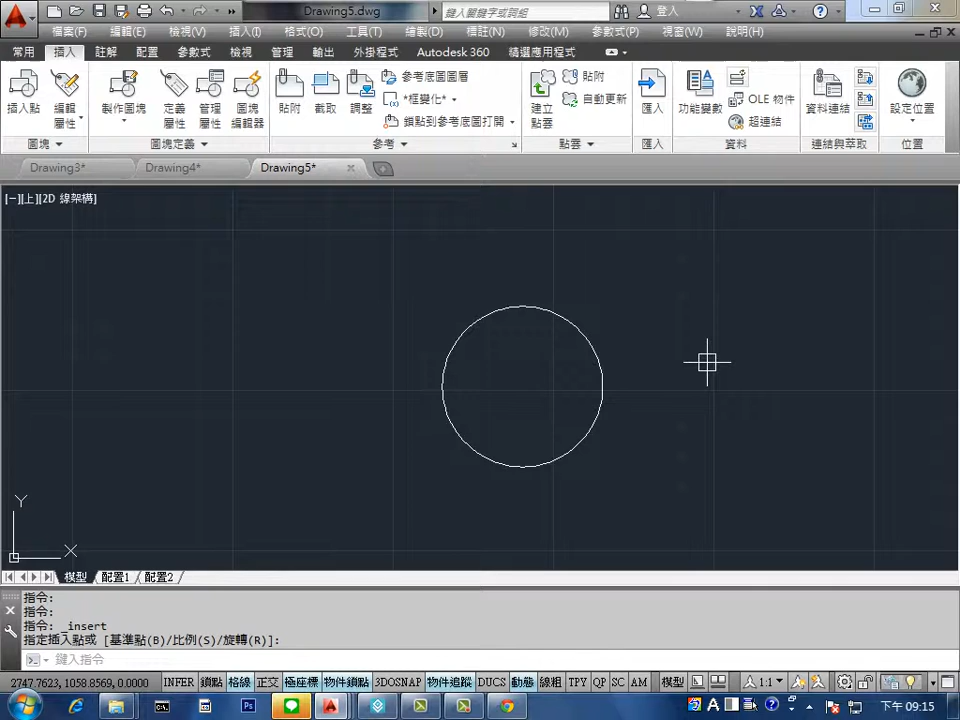 Drawing5.dwg
鍵入關鍵字或詞組
登入
檔案(F) 編輯(E) 檢視(V) 插入(I) 格式(O) 工具(T) 繪製(D) 標註(N) 修改(M) 參數式(P) 視窗(W) 說明(H)
常用 插入 註解 配置 參數式 檢視 管理 輸出 外掛程式 Autodesk 360 精選應用程式
插入點 編輯屬性 製作圖塊 定義屬性 管理屬性 圖塊編輯器 貼附 截取 調整
參考底圖圖層
*框變化*
鎖點到參考底圖打開
建立點雲 貼附 自動更新 匯入 功能變數 OLE 物件 超連結 資料連結 設定位置
圖塊 圖塊定義 參考 點雲 匯入 資料 連結與萃取 位置
Drawing3* Drawing4* Drawing5*
[−][上][2D 線架構]
Y
X
模型 配置1 配置2
指令:
指令:
指令: _insert
指定插入點或 [基準點(B)/比例(S)/旋轉(R)]:
鍵入指令
2747.7623, 1058.8569, 0.0000 INFER 鎖點 格線 正交 極座標 物件鎖點 3DOSNAP 物件追蹤 DUCS 動態 線粗 TPY QP SC AM 模型 1:1
Ps A 下午 09:15